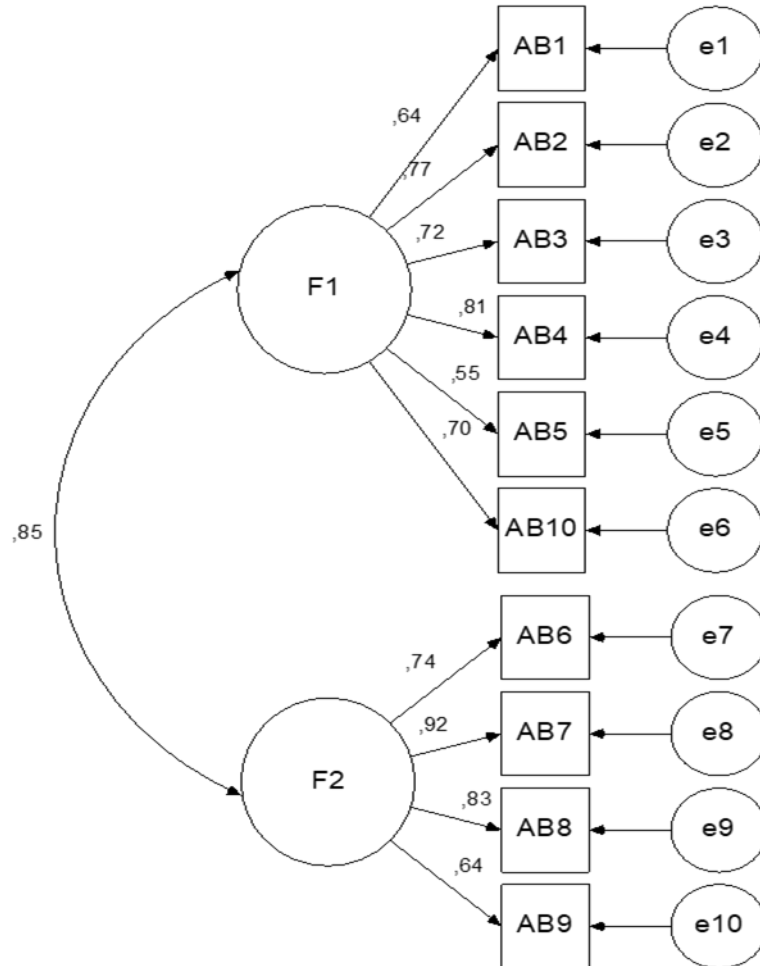 AB1 e1
,64
AB2 e2
,77
,72 AB3 e3
F1
,81 AB4 e4
,55
AB5 e5
,70
AB10 e6
,85
AB6 e7
,74
,92 AB7 e8
F2
,83 AB8 e9
,64
AB9 e10